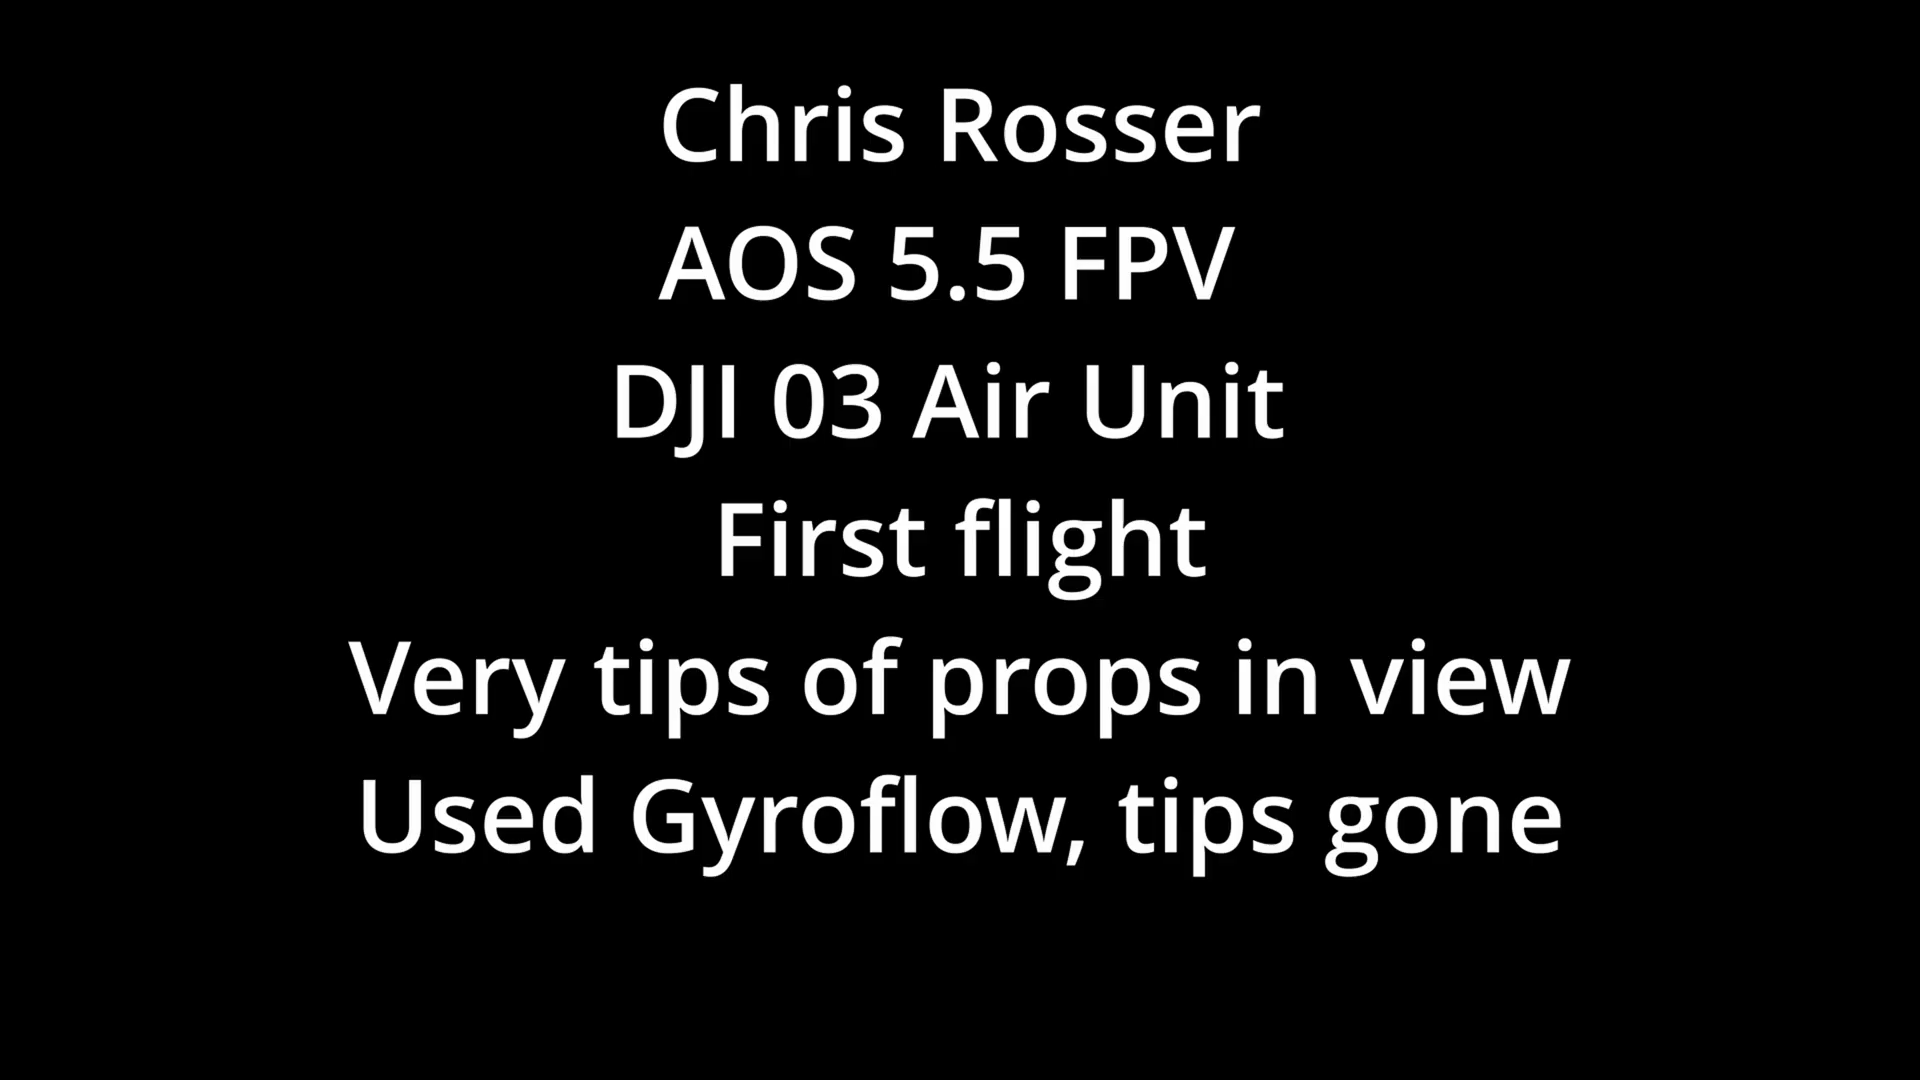 Chris Rosser
AOS 5.5 FPV
DJI 03 Air Unit
First flight
Very tips of props in view
Used Gyroflow, tips gone